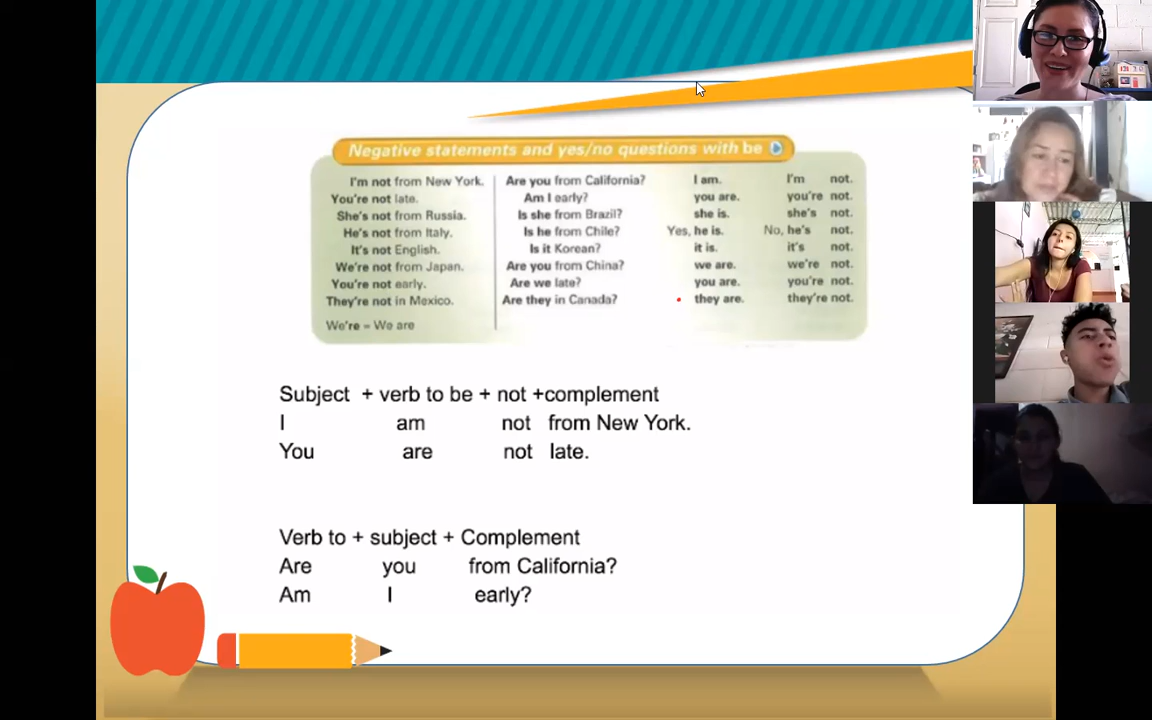 Negative statements and yes/no questions with be
I'm not from New York.
You're not late.
She's not from Russia.
He's not from Italy.
It's not English.
We're not from Japan.
You're not early.
They're not in Mexico.
We're = We are
Are you from California?
Am I early?
Is she from Brazil?
Is he from Chile?
Is it Korean?
Are you from China?
Are we late?
Are they in Canada?
I am.
you are.
she is.
Yes, he is.
it is.
we are.
you are.
they are.
I'm not.
you're not.
she's not.
No, he's not.
it's not.
we're not.
you're not.
they're not.
Subject + verb to be + not +complement
I am not from New York.
You are not late.
Verb to + subject + Complement
Are you from California?
Am I early?